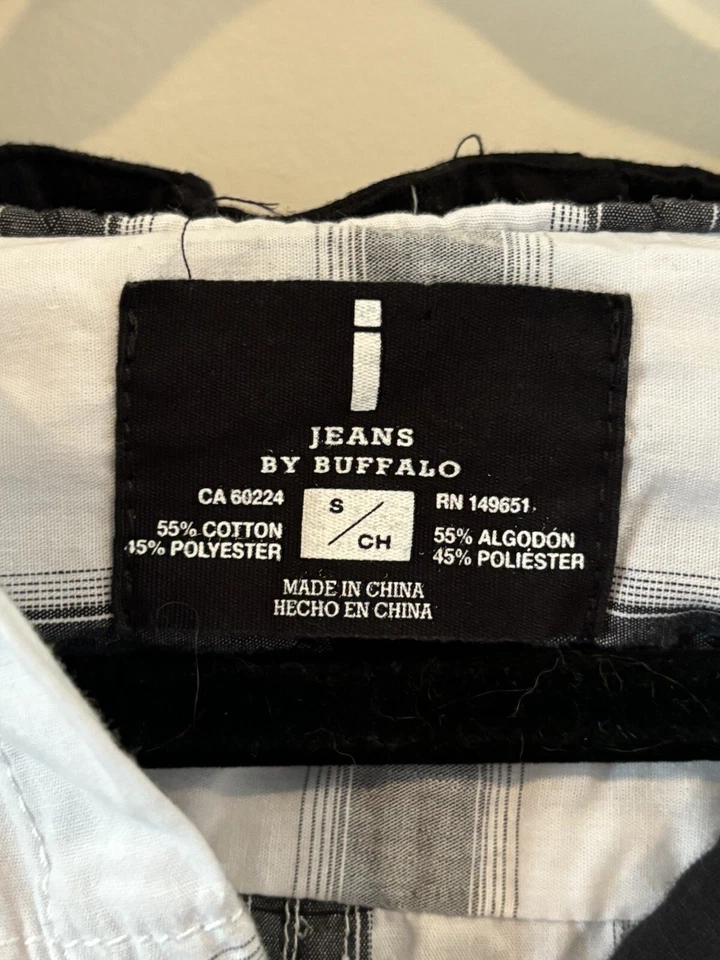 i
JEANS
BY BUFFALO
CA 60224
55% COTTON
45% POLYESTER
S/CH
RN 149651
55% ALGODÓN
45% POLIÉSTER
MADE IN CHINA
HECHO EN CHINA